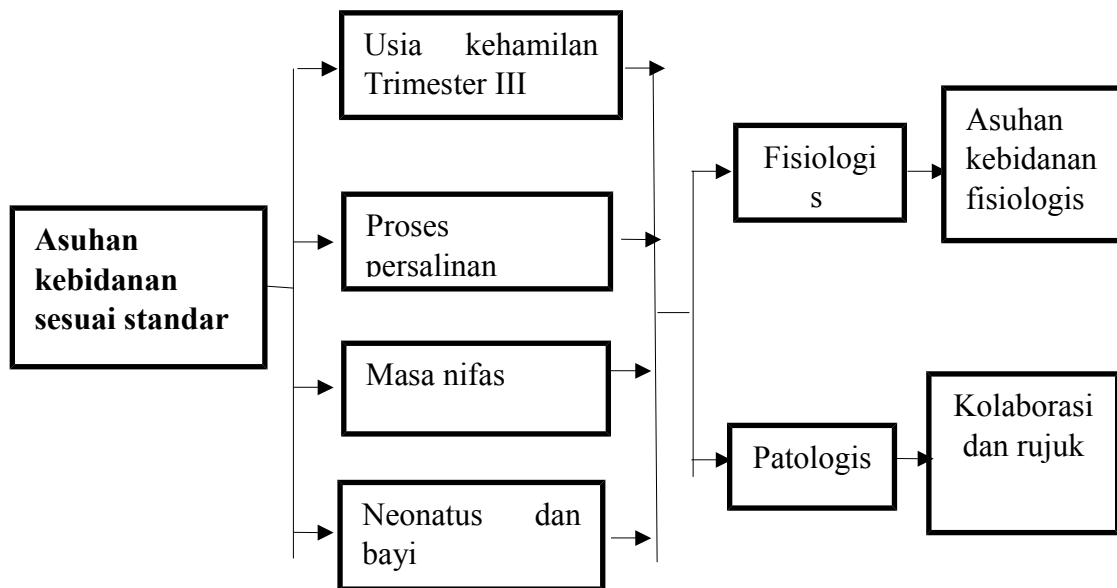 Asuhan
kebidanan
sesuai standar
Usia kehamilan
Trimester III
Proses
persalinan
Masa nifas
Neonatus dan
bayi
Fisiologi
s
Asuhan
kebidanan
fisiologis
Patologis
Kolaborasi
dan rujuk